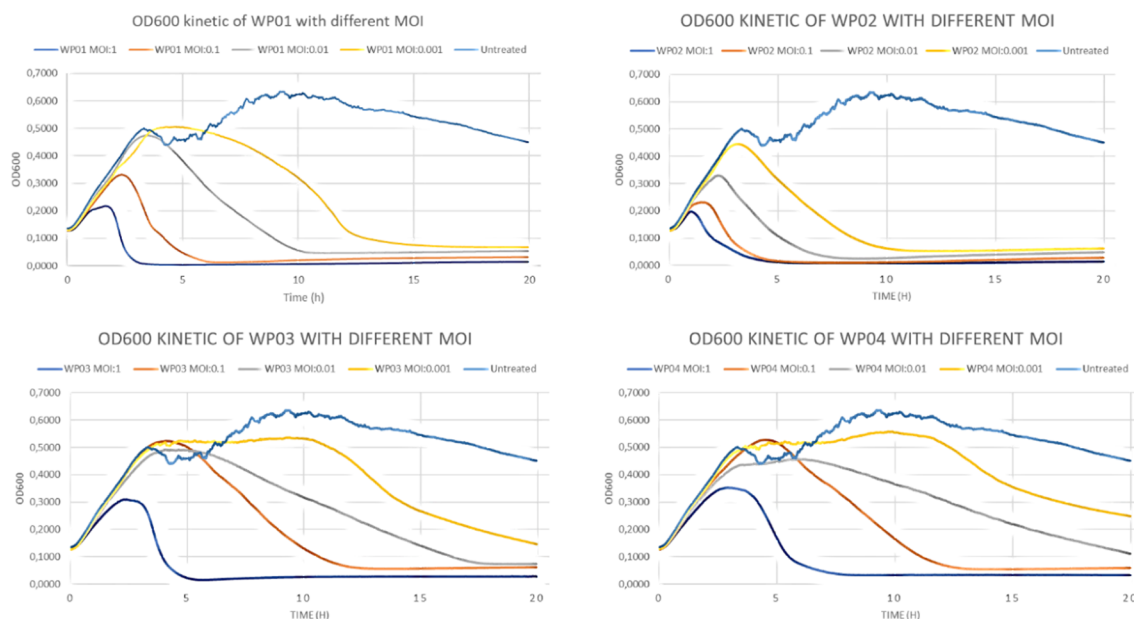 OD600 kinetic of WP01 with different MOI
WP01 MOI:1 WP01 MOI:0.1 WP01 MOI:0.01 WP01 MOI:0.001 Untreated
0,7000
0,6000
0,5000
0,4000
0,3000
0,2000
0,1000
0,0000
OD600
0 5 10 15 20
Time (h)
OD600 KINETIC OF WP02 WITH DIFFERENT MOI
WP02 MOI:1 WP02 MOI:0.1 WP02 MOI:0.01 WP02 MOI:0.001 Untreated
0,7000
0,6000
0,5000
0,4000
0,3000
0,2000
0,1000
0,0000
OD600
0 5 10 15 20
TIME (H)
OD600 KINETIC OF WP03 WITH DIFFERENT MOI
WP03 MOI:1 WP03 MOI:0.1 WP03 MOI:0.01 WP03 MOI:0.001 Untreated
0,7000
0,6000
0,5000
0,4000
0,3000
0,2000
0,1000
0,0000
OD600
0 5 10 15 20
TIME (H)
OD600 KINETIC OF WP04 WITH DIFFERENT MOI
WP04 MOI:1 WP04 MOI:0.1 WP04 MOI:0.01 WP04 MOI:0.001 Untreated
0,7000
0,6000
0,5000
0,4000
0,3000
0,2000
0,1000
0,0000
OD600
0 5 10 15 20
TIME (H)